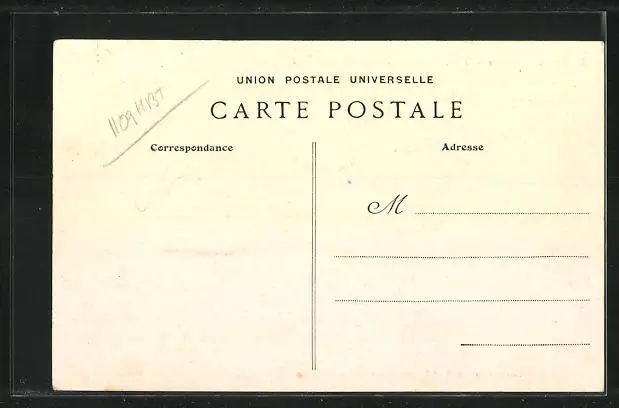 UNION POSTALE UNIVERSELLE
CARTE POSTALE
Correspondance
Adresse
M